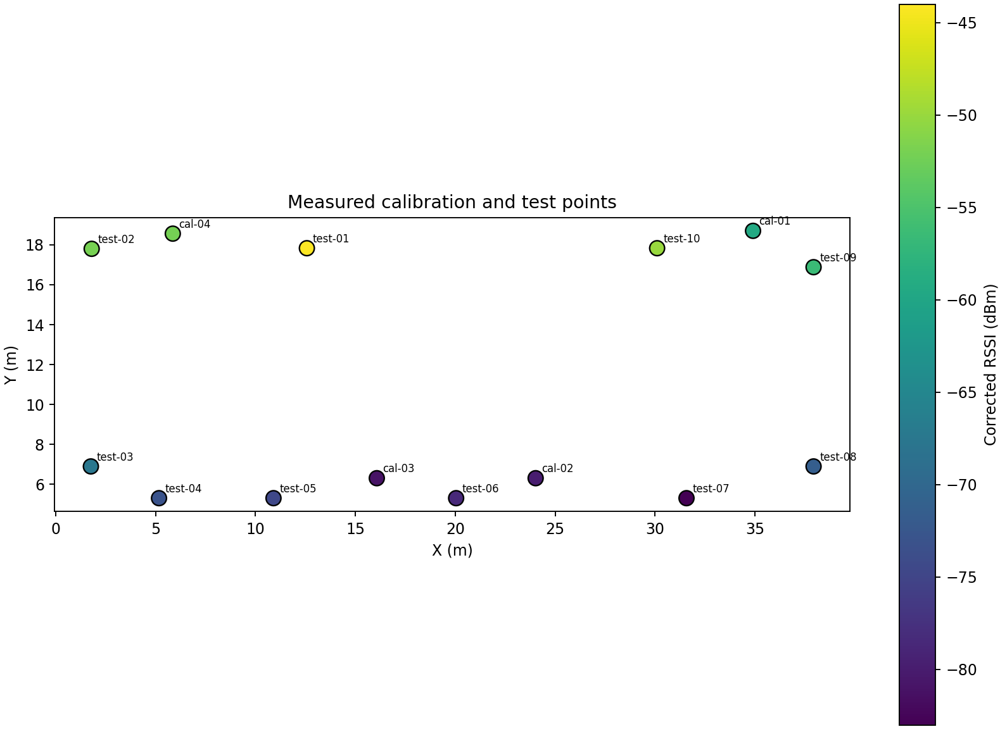 Measured calibration and test points
cal-01
cal-04
test-02
test-01
test-10
test-09
test-03
test-08
cal-03
cal-02
test-04
test-05
test-06
test-07
18
16
14
12
10
8
6
Y (m)
0 5 10 15 20 25 30 35
X (m)
−45
−50
−55
−60
−65
−70
−75
−80
Corrected RSSI (dBm)